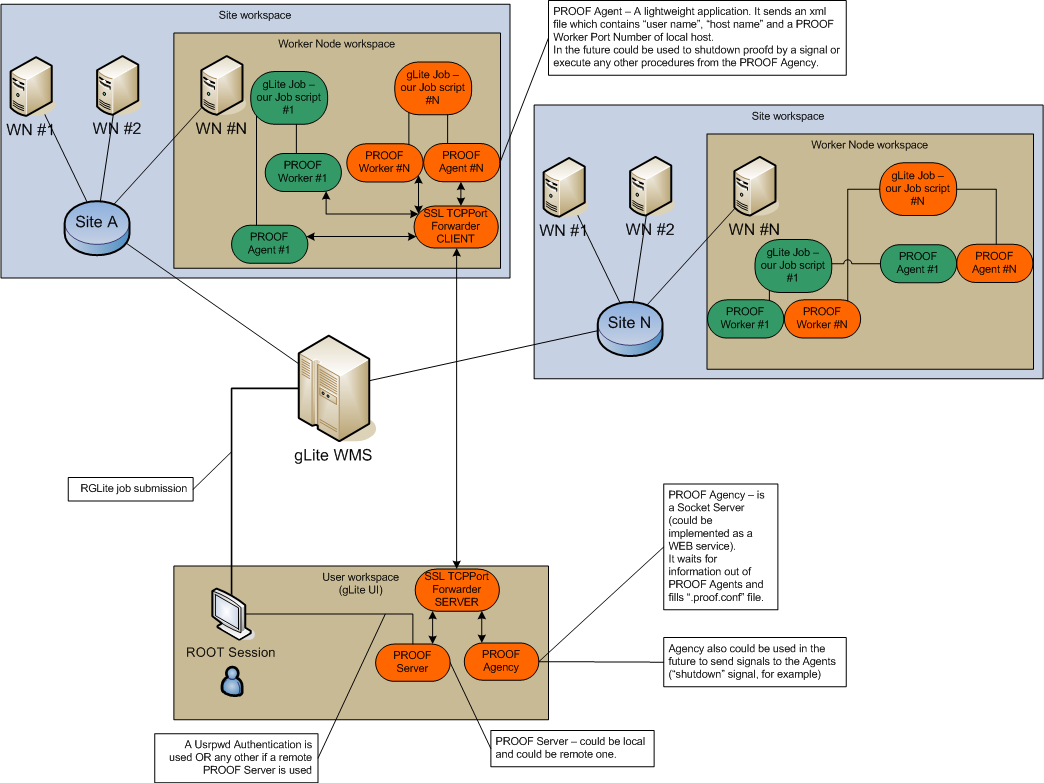 Site workspace
Worker Node workspace
WN #1
WN #2
WN #N
gLite Job –
our Job script
#1
gLite Job –
our Job script
#N
PROOF
Worker #1
PROOF
Worker #N
PROOF
Agent #N
PROOF
Agent #1
SSL TCPPort
Forwarder
CLIENT
Site A
PROOF Agent – A lightweight application. It sends an xml
file which contains “user name”, “host name” and a PROOF
Worker Port Number of local host.
In the future could be used to shutdown proofd by a signal or
execute any other procedures from the PROOF Agency.
Site workspace
Worker Node workspace
WN #1
WN #2
WN #N
gLite Job –
our Job script
#N
gLite Job –
our Job script
#1
PROOF
Agent #1
PROOF
Agent #N
PROOF
Worker #1
PROOF
Worker #N
Site N
gLite WMS
RGLite job submission
User workspace
(gLite UI)
SSL TCPPort
Forwarder
SERVER
ROOT Session
PROOF
Server
PROOF
Agency
PROOF Agency – is
a Socket Server
(could be
implemented as a
WEB service).
It waits for
information out of
PROOF Agents and
fills “.proof.conf” file.
Agency also could be used in the
future to send signals to the Agents
(“shutdown” signal, for example)
A Usrpwd Authentication is
used OR any other if a remote
PROOF Server is used
PROOF Server – could be local
and could be remote one.